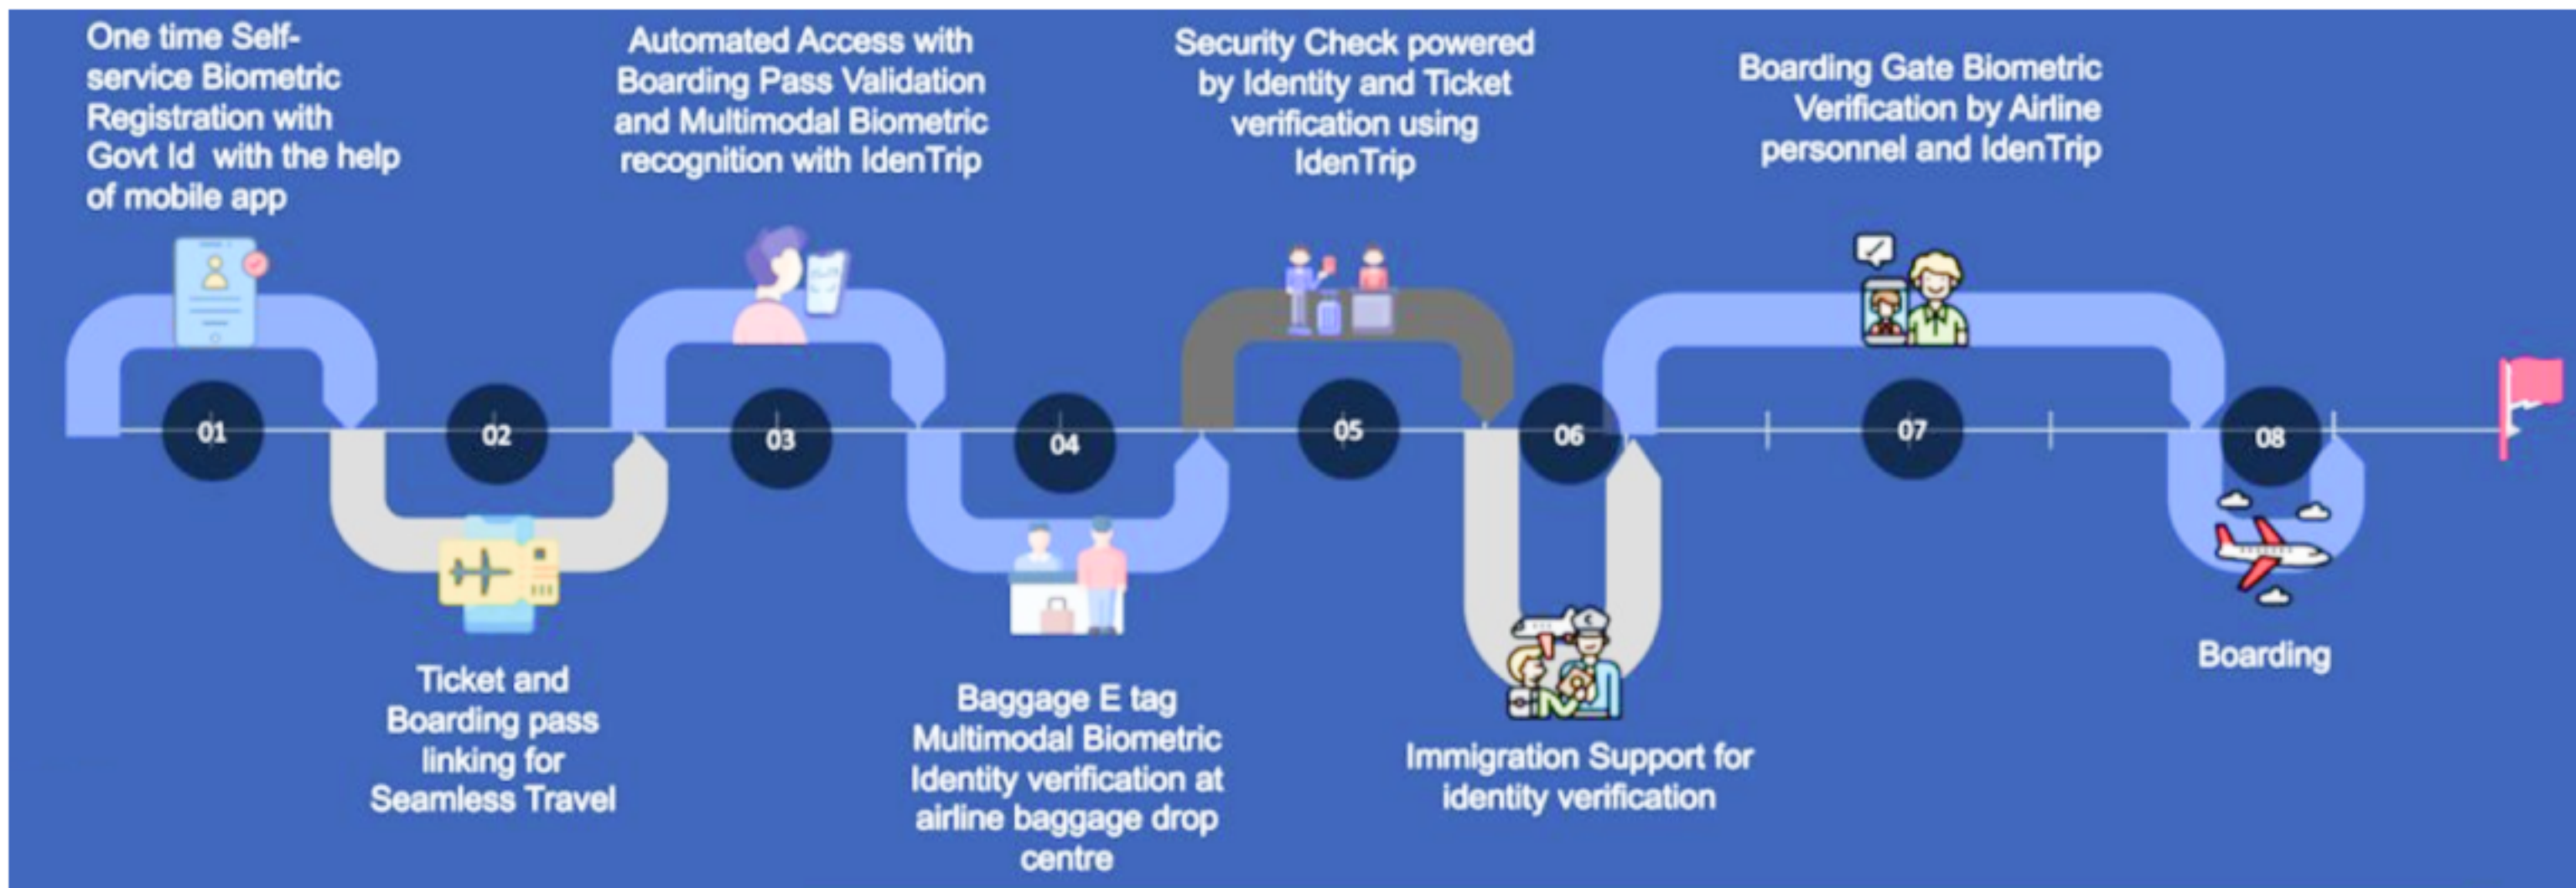 One time Self-
service Biometric
Registration with
Govt Id with the help
of mobile app
01
Ticket and
Boarding pass
linking for
Seamless Travel
02
Automated Access with
Boarding Pass Validation
and Multimodal Biometric
recognition with IdenTrip
03
Baggage E tag
Multimodal Biometric
Identity verification at
airline baggage drop
centre
04
Security Check powered
by Identity and Ticket
verification using
IdenTrip
05
Immigration Support for
identity verification
06
Boarding Gate Biometric
Verification by Airline
personnel and IdenTrip
07
Boarding
08